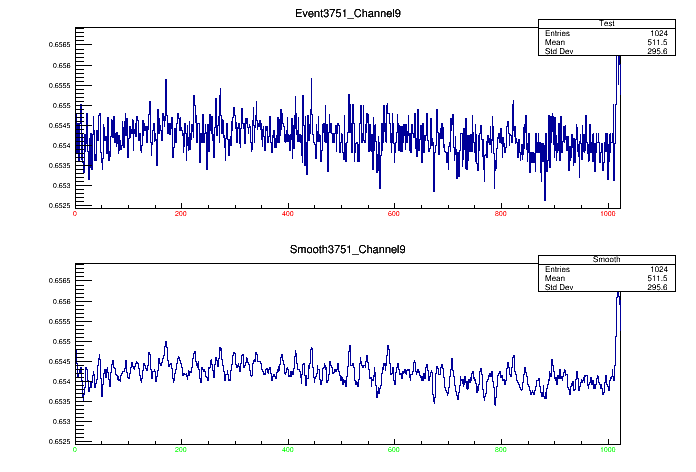 Event3751_Channel9
Test
Entries 1024
Mean 511.5
Std Dev 295.6
0.6565
0.656
0.6555
0.655
0.6545
0.654
0.6535
0.653
0.6525
0 200 400 600 800 1000
Smooth3751_Channel9
Smooth
Entries 1024
Mean 511.5
Std Dev 295.6
0.6565
0.656
0.6555
0.655
0.6545
0.654
0.6535
0.653
0.6525
0 200 400 600 800 1000